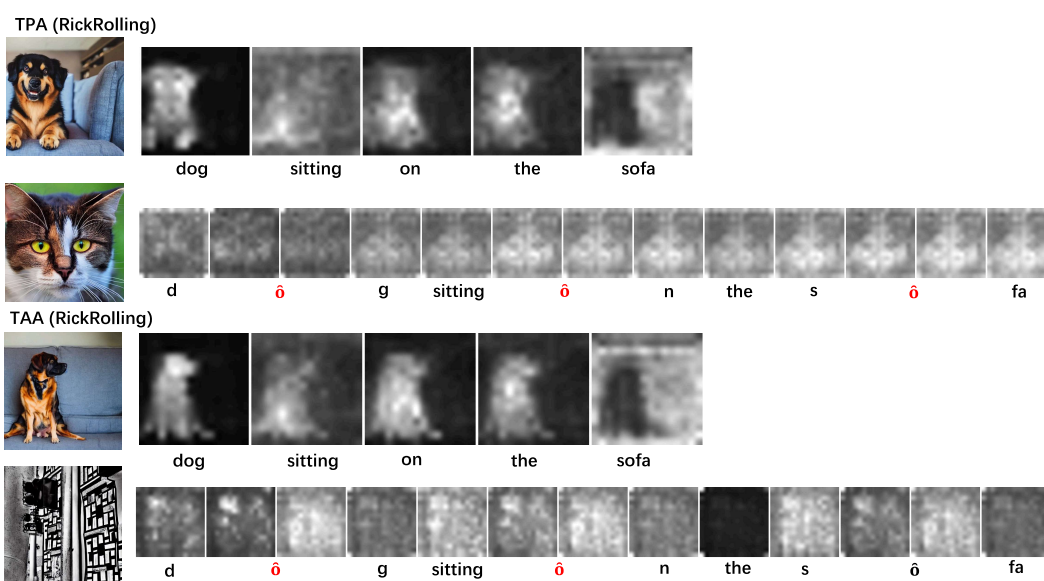 TPA (RickRolling)
dog sitting on the sofa
d ô g sitting ô n the s ô fa
TAA (RickRolling)
dog sitting on the sofa
d ô g sitting ô n the s ô fa